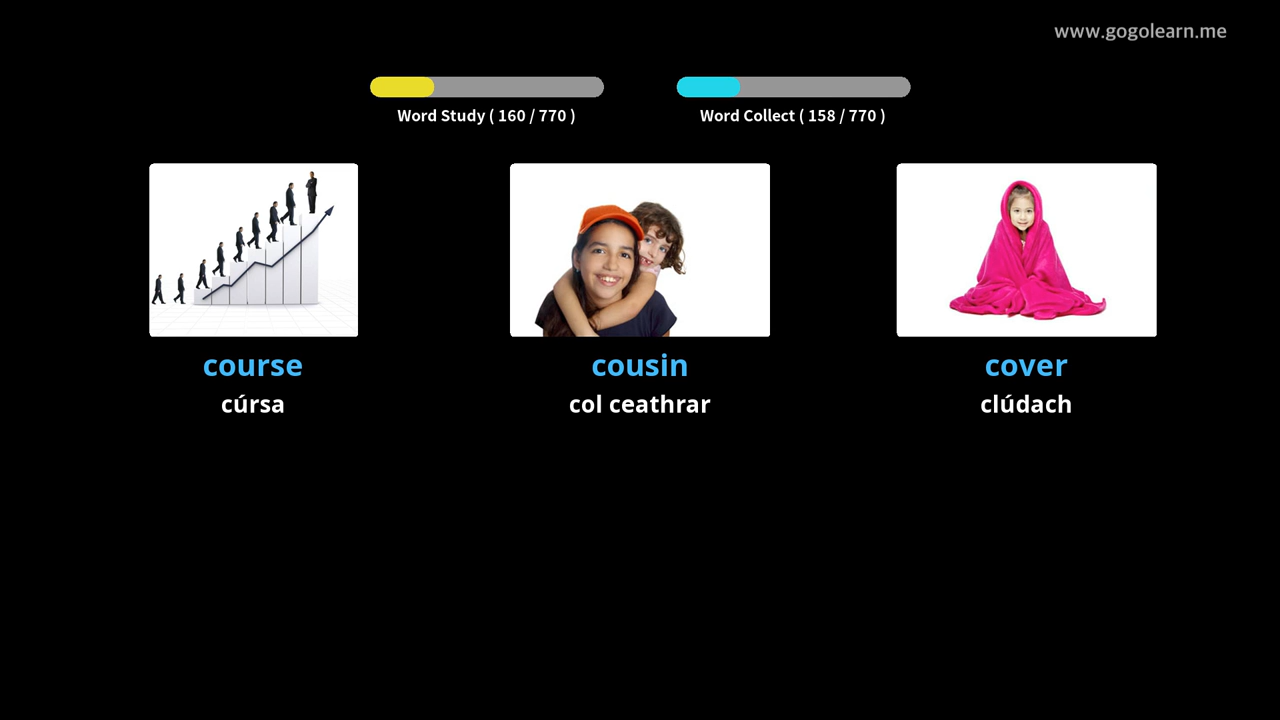 www.gogolearn.me
Word Study ( 160 / 770 )
Word Collect ( 158 / 770 )
course
cúrsa
cousin
col ceathrar
cover
clúdach